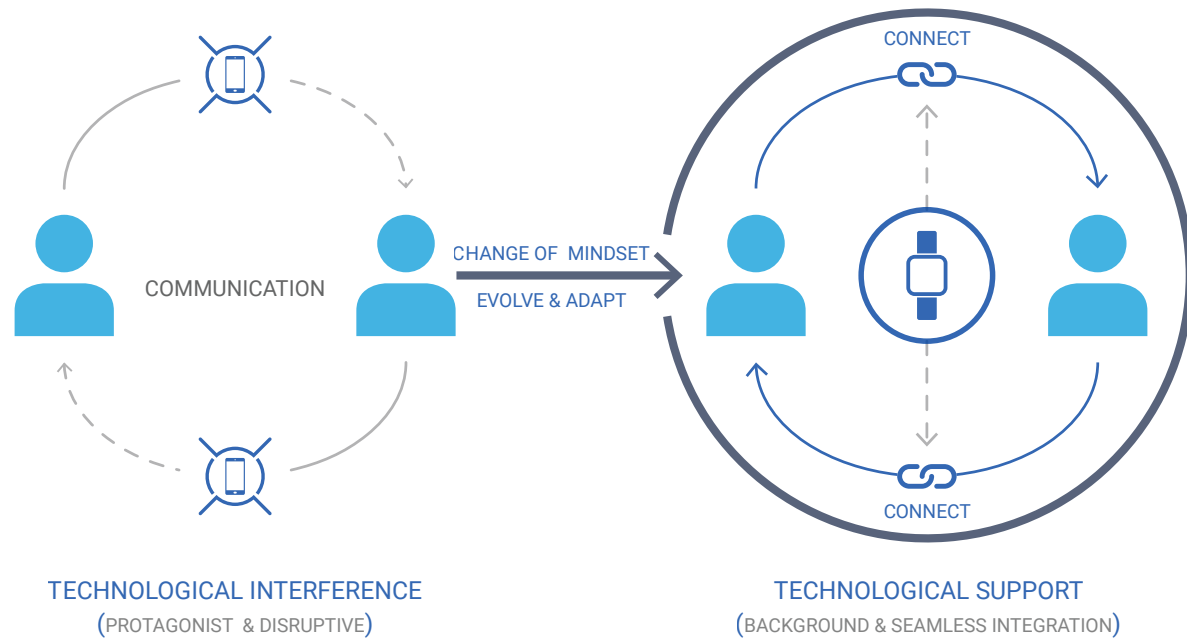 CONNECT
COMMUNICATION
CHANGE OF MINDSET
EVOLVE & ADAPT
CONNECT
TECHNOLOGICAL INTERFERENCE
(PROTAGONIST & DISRUPTIVE)
TECHNOLOGICAL SUPPORT
(BACKGROUND & SEAMLESS INTEGRATION)